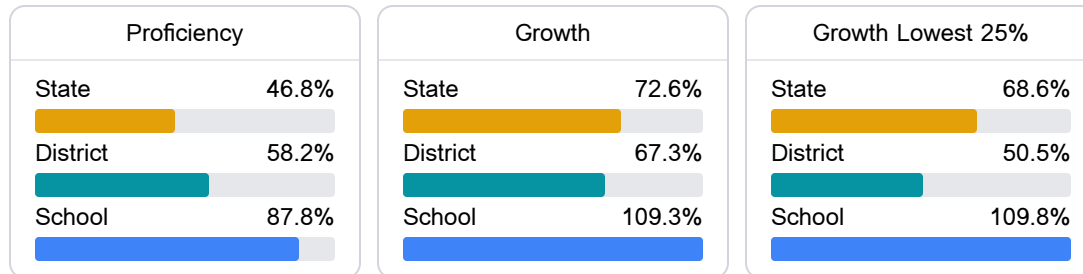 Proficiency
State 46.8%
District 58.2%
School 87.8%
Growth
State 72.6%
District 67.3%
School 109.3%
Growth Lowest 25%
State 68.6%
District 50.5%
School 109.8%